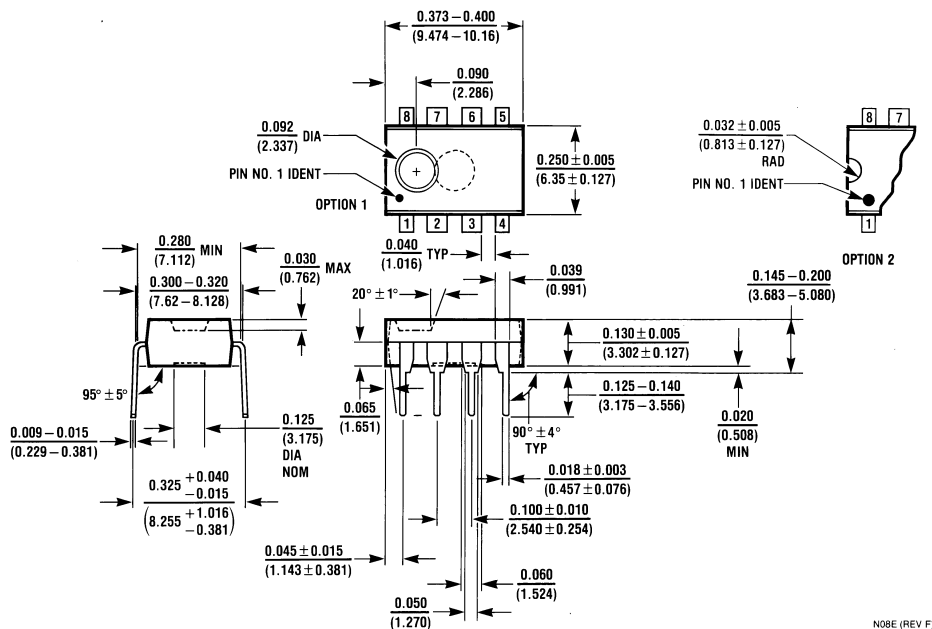 0.373 – 0.400
(9.474 – 10.16)
0.090
(2.286)
8 7 6 5
0.092
(2.337)
DIA
PIN NO. 1 IDENT
OPTION 1
1 2 3 4
0.250 ± 0.005
(6.35 ± 0.127)
0.032 ± 0.005
(0.813 ± 0.127)
RAD
PIN NO. 1 IDENT
8 7
1
OPTION 2
0.280
(7.112)
MIN
0.300 – 0.320
(7.62 – 8.128)
0.030
(0.762)
MAX
0.040
(1.016)
TYP
0.039
(0.991)
20° ± 1°
0.145 – 0.200
(3.683 – 5.080)
0.130 ± 0.005
(3.302 ± 0.127)
0.125 – 0.140
(3.175 – 3.556)
0.020
(0.508)
MIN
95° ± 5°
0.009 – 0.015
(0.229 – 0.381)
0.125
(3.175)
DIA
NOM
0.065
(1.651)
90° ± 4°
TYP
0.018 ± 0.003
(0.457 ± 0.076)
0.325 +0.040
−0.015
(8.255 +1.016
−0.381)
0.100 ± 0.010
(2.540 ± 0.254)
0.045 ± 0.015
(1.143 ± 0.381)
0.060
(1.524)
0.050
(1.270)
N08E (REV F)